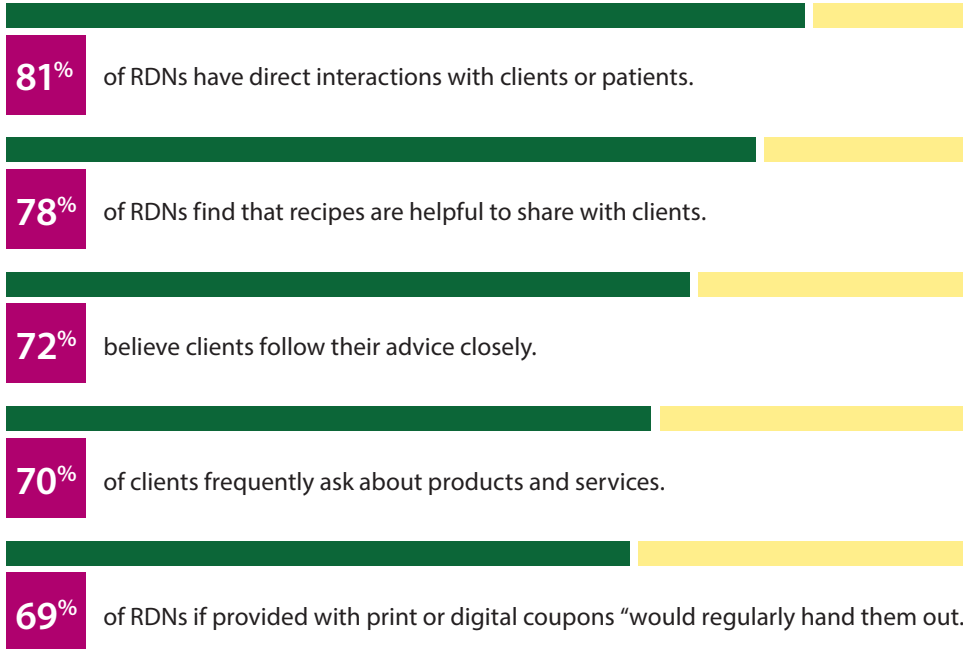 81% of RDNs have direct interactions with clients or patients.
78% of RDNs find that recipes are helpful to share with clients.
72% believe clients follow their advice closely.
70% of clients frequently ask about products and services.
69% of RDNs if provided with print or digital coupons “would regularly hand them out.